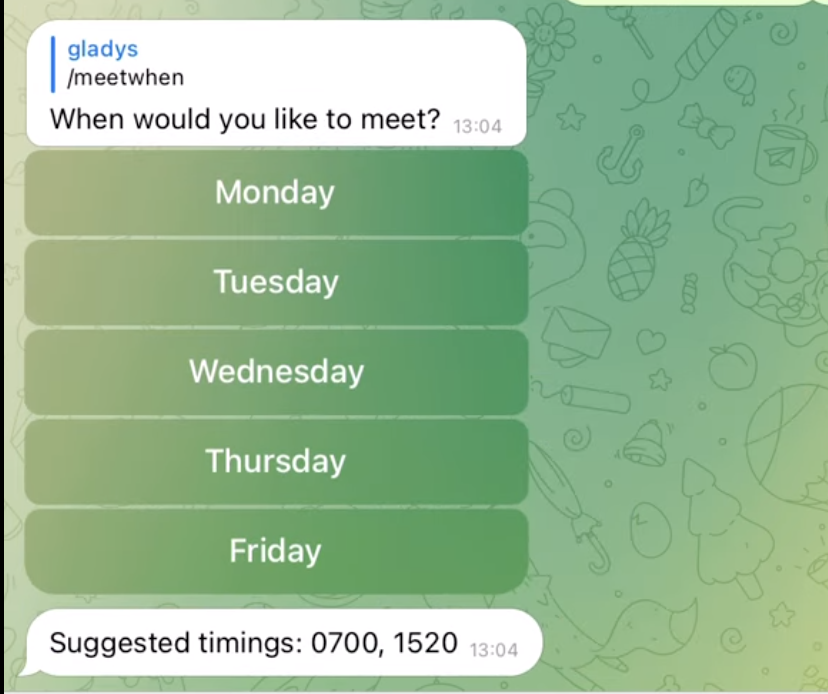 gladys
/meetwhen
When would you like to meet? 13:04
Monday
Tuesday
Wednesday
Thursday
Friday
Suggested timings: 0700, 1520 13:04